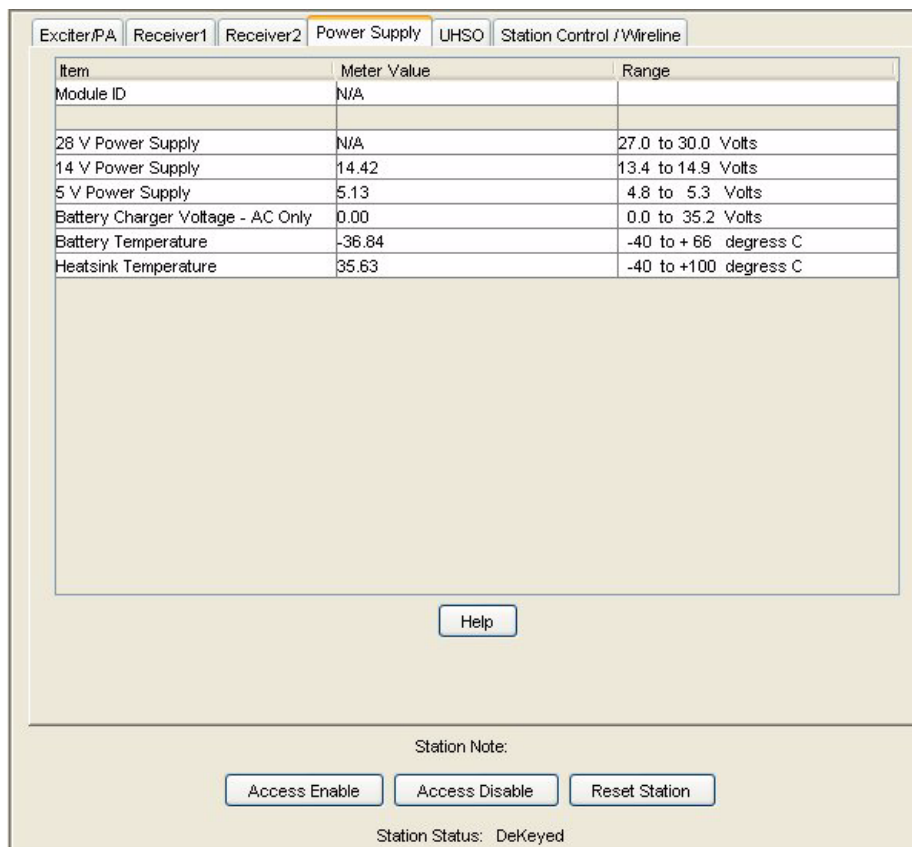 Exciter/PA Receiver1 Receiver2 Power Supply UHSO Station Control / Wireline
Item Meter Value Range
Module ID N/A
28 V Power Supply N/A 27.0 to 30.0 Volts
14 V Power Supply 14.42 13.4 to 14.9 Volts
5 V Power Supply 5.13 4.8 to 5.3 Volts
Battery Charger Voltage - AC Only 0.00 0.0 to 35.2 Volts
Battery Temperature -36.84 -40 to + 66 degress C
Heatsink Temperature 35.63 -40 to +100 degress C
Help
Station Note:
Access Enable Access Disable Reset Station
Station Status: DeKeyed